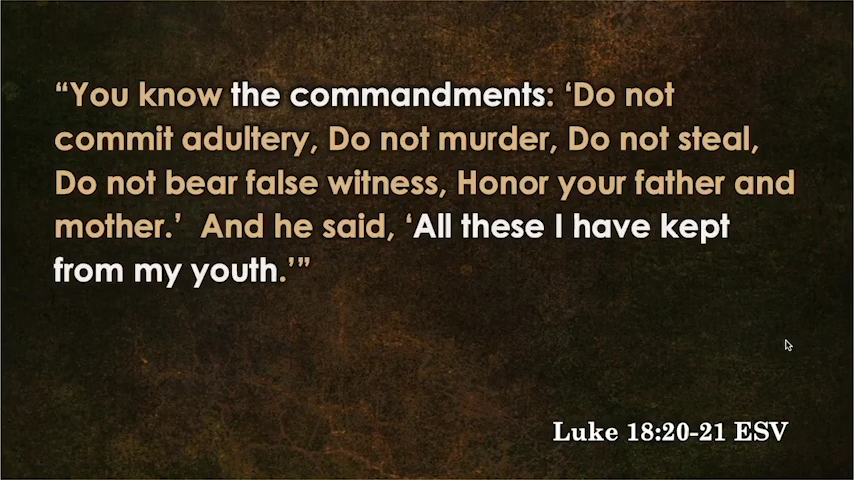 “You know the commandments: ‘Do not
commit adultery, Do not murder, Do not steal,
Do not bear false witness, Honor your father and
mother.’  And he said, ‘All these I have kept
from my youth.’”
Luke 18:20-21 ESV